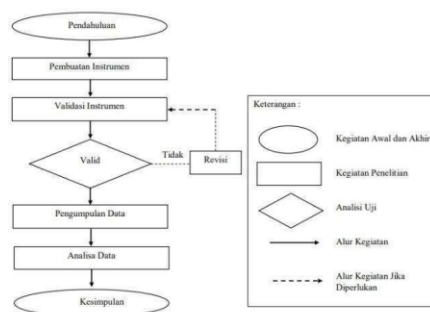 Pendahuluan
Pembuatan Instrumen
Validasi Instrumen
Valid
Tidak
Revisi
Pengumpulan Data
Analisa Data
Kesimpulan
Keterangan :
Kegiatan Awal dan Akhir
Kegiatan Penelitian
Analisi Uji
Alur Kegiatan
Alur Kegiatan Jika
Diperlukan